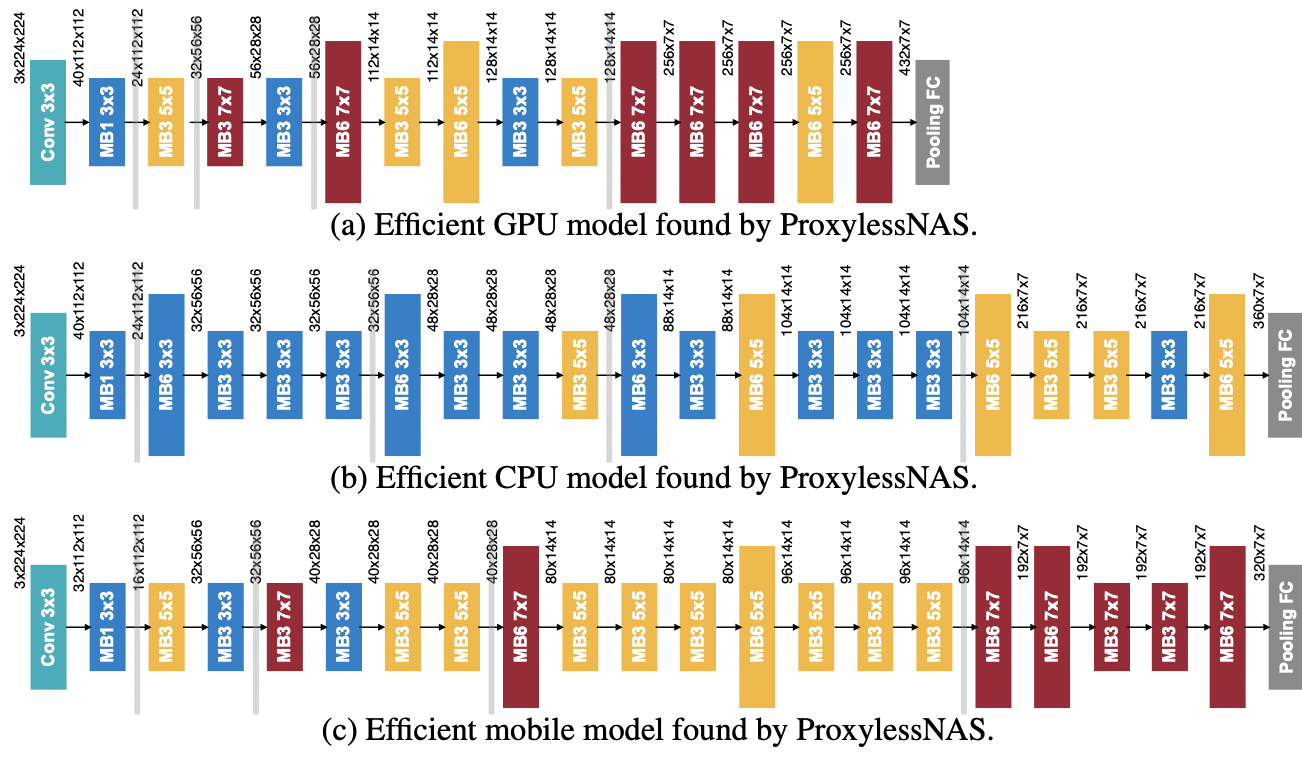 3x224x224
Conv 3x3
40x112x112
MB1 3x3
24x112x112
MB3 5x5
32x56x56
MB3 7x7
56x28x28
MB3 3x3
56x28x28
MB6 7x7
112x14x14
MB3 5x5
112x14x14
MB6 5x5
128x14x14
MB3 3x3
128x14x14
MB3 5x5
128x14x14
MB6 7x7
256x7x7
MB6 7x7
256x7x7
MB6 7x7
256x7x7
MB6 5x5
256x7x7
MB6 7x7
432x7x7
Pooling FC
(a) Efficient GPU model found by ProxylessNAS.
3x224x224
Conv 3x3
40x112x112
MB1 3x3
24x112x112
MB6 3x3
32x56x56
MB3 3x3
32x56x56
MB3 3x3
32x56x56
MB3 3x3
32x56x56
MB6 3x3
48x28x28
MB3 3x3
48x28x28
MB3 3x3
48x28x28
MB3 5x5
48x28x28
MB6 3x3
88x14x14
MB3 3x3
88x14x14
MB6 5x5
104x14x14
MB3 3x3
104x14x14
MB3 3x3
104x14x14
MB3 3x3
104x14x14
MB6 5x5
216x7x7
MB3 5x5
216x7x7
MB3 5x5
216x7x7
MB3 3x3
216x7x7
MB6 5x5
360x7x7
Pooling FC
(b) Efficient CPU model found by ProxylessNAS.
3x224x224
Conv 3x3
32x112x112
MB1 3x3
16x112x112
MB3 5x5
32x56x56
MB3 3x3
32x56x56
MB3 7x7
40x28x28
MB3 3x3
40x28x28
MB3 5x5
40x28x28
MB3 5x5
40x28x28
MB6 7x7
80x14x14
MB3 5x5
80x14x14
MB3 5x5
80x14x14
MB3 5x5
80x14x14
MB6 5x5
96x14x14
MB3 5x5
96x14x14
MB3 5x5
96x14x14
MB3 5x5
96x14x14
MB6 7x7
192x7x7
MB6 7x7
192x7x7
MB3 7x7
192x7x7
MB3 7x7
192x7x7
MB6 7x7
320x7x7
Pooling FC
(c) Efficient mobile model found by ProxylessNAS.